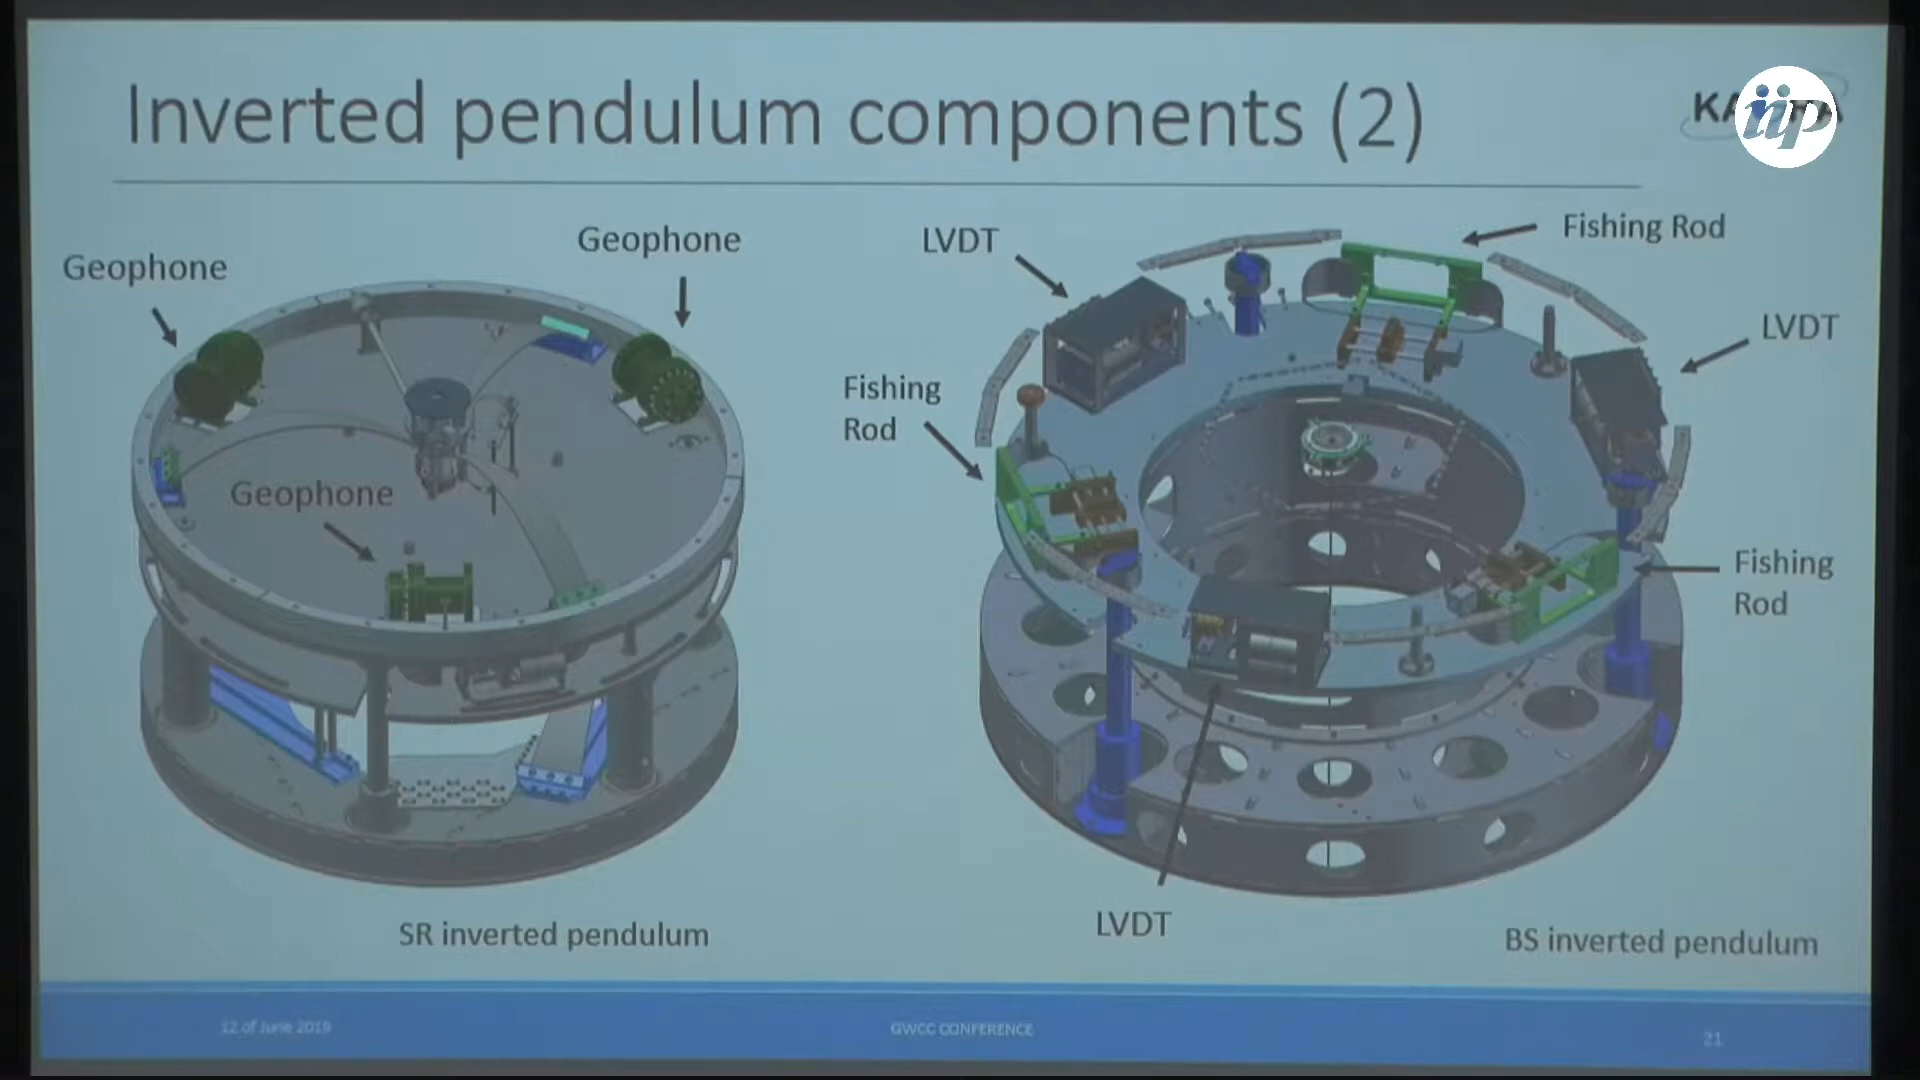 Inverted pendulum components (2)
iip
Geophone
Geophone
Geophone
SR inverted pendulum
LVDT
Fishing Rod
LVDT
Fishing
Rod
Fishing
Rod
LVDT
BS inverted pendulum
12 of June 2019
GWCC CONFERENCE
21